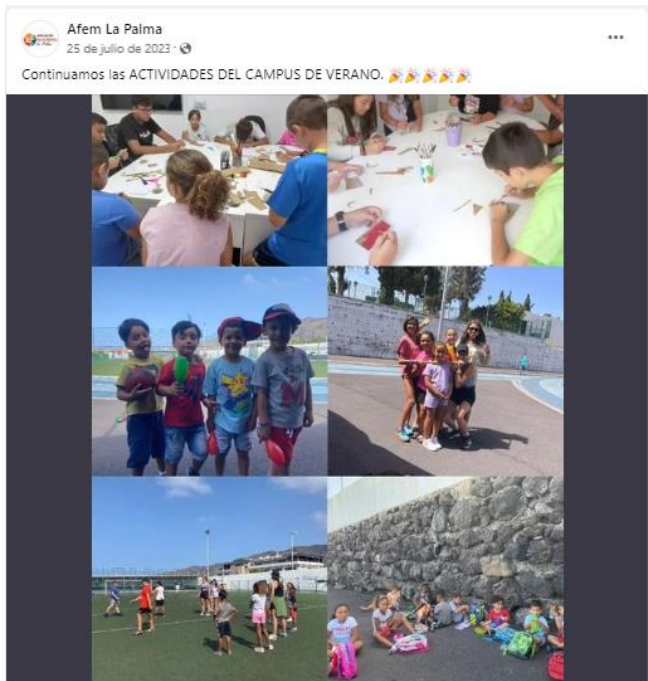 Afem La Palma
25 de julio de 2023 ·
Continuamos las ACTIVIDADES DEL CAMPUS DE VERANO. 🎉🎉🎉🎉🎉